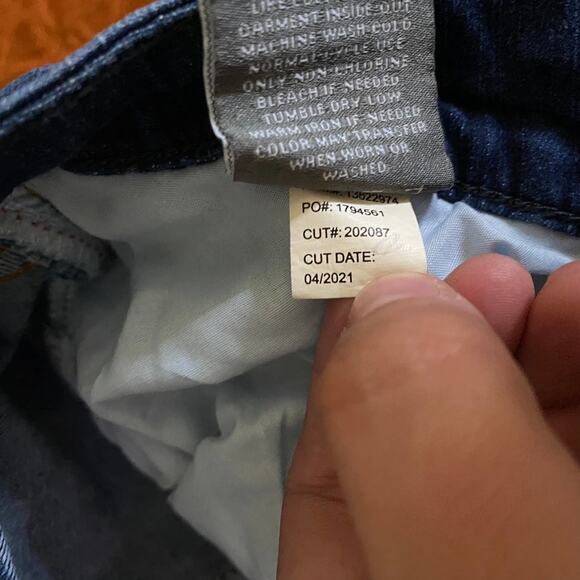 GARMENT INSIDE OUT
MACHINE WASH COLD
NORMAL CYCLE USE
ONLY NON-CHLORINE
BLEACH IF NEEDED
TUMBLE DRY LOW
WARM IRON IF NEEDED
COLOR MAY TRANSFER
WHEN WORN OR
WASHED
13622974
PO#: 1794561
CUT#: 202087
CUT DATE:
04/2021